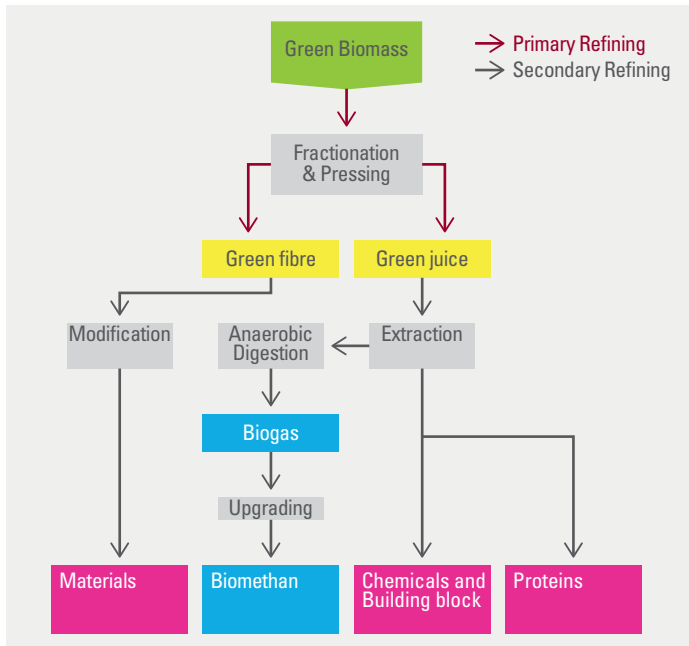 Green Biomass
Primary Refining
Secondary Refining
Fractionation
& Pressing
Green fibre
Green juice
Modification
Anaerobic
Digestion
Extraction
Biogas
Upgrading
Materials
Biomethan
Chemicals and
Building block
Proteins